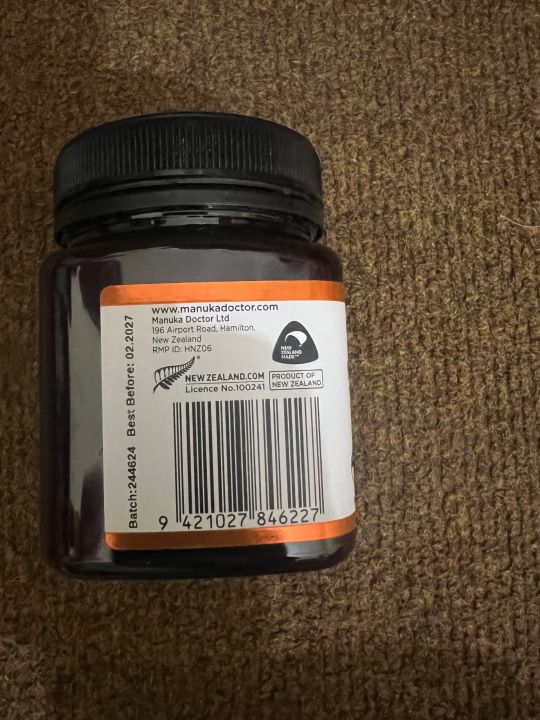 www.manukadoctor.com
Manuka Doctor Ltd
196 Airport Road, Hamilton,
New Zealand
RMP ID: HNZ06
NEW
ZEALAND
MADE™
®
NEW ZEALAND.COM
Licence No.100241
PRODUCT OF
NEW ZEALAND
9 421027 846227
Batch:244624 Best Before: 02.2027